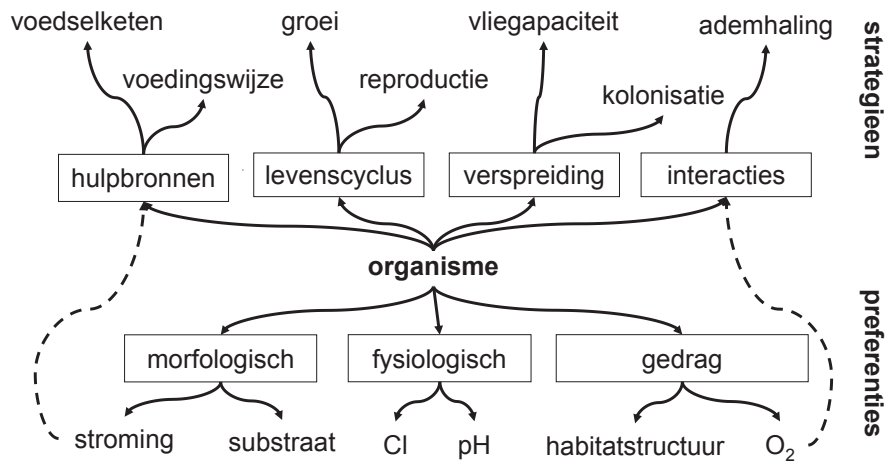 voedselketen
groei
vliegapaciteit
ademhaling
voedingswijze
reproductie
kolonisatie
strategieen
hulpbronnen
levenscyclus
verspreiding
interacties
organisme
preferenties
morfologisch
fysiologisch
gedrag
stroming
substraat
Cl
pH
habitatstructuur
O₂